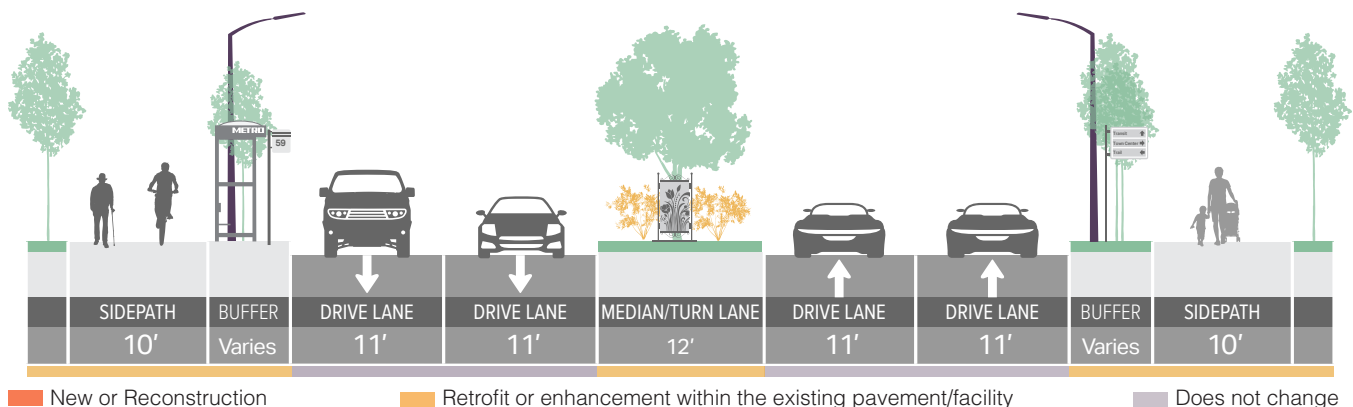 METRO
59
Transit
Town Center
Trail
SIDEPATH BUFFER DRIVE LANE DRIVE LANE MEDIAN/TURN LANE DRIVE LANE DRIVE LANE BUFFER SIDEPATH
10' Varies 11' 11' 12' 11' 11' Varies 10'
New or Reconstruction Retrofit or enhancement within the existing pavement/facility Does not change